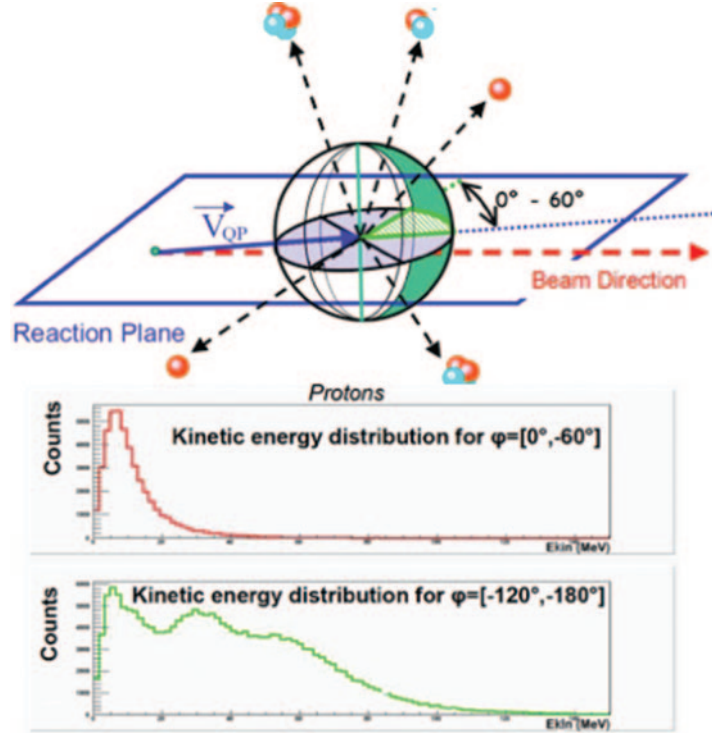 0° - 60°
V_QP
Beam Direction
Reaction Plane
Protons
Counts
Kinetic energy distribution for φ=[0°,-60°]
Ekin (MeV)
Counts
Kinetic energy distribution for φ=[-120°,-180°]
Ekin (MeV)